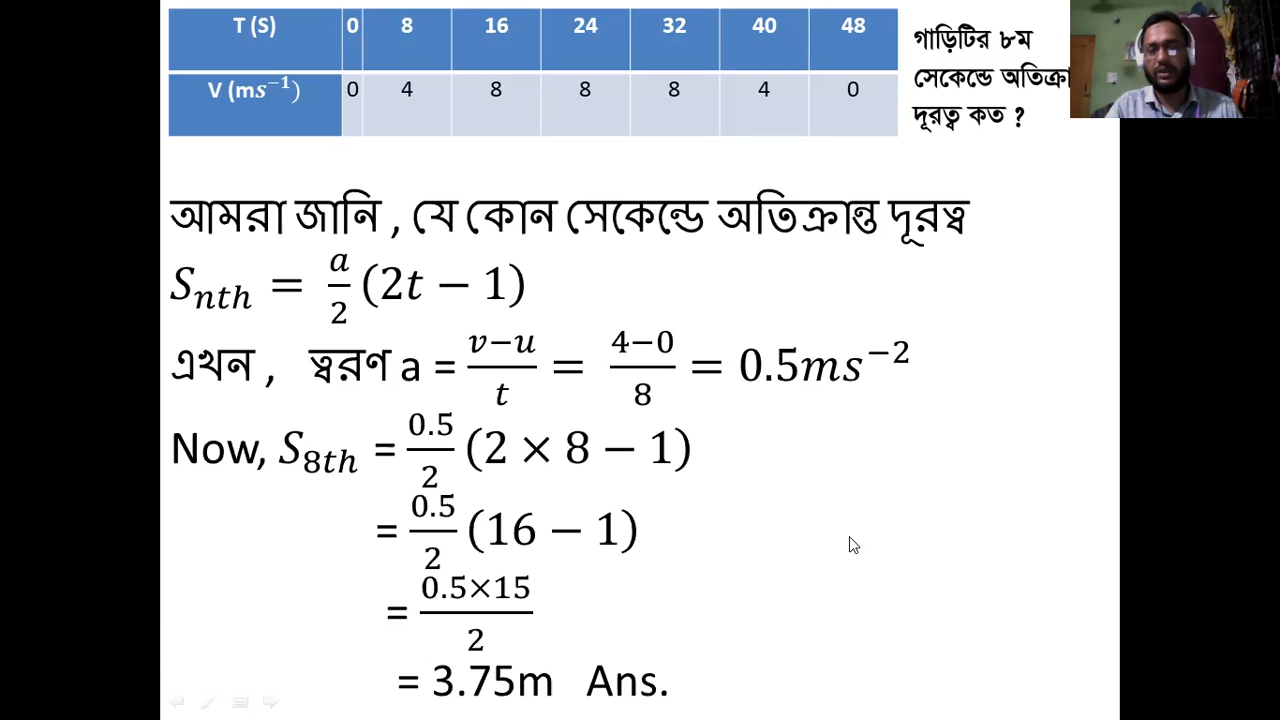 T (S) 0 8 16 24 32 40 48
V (ms⁻¹) 0 4 8 8 8 4 0
গাড়িটির ৮ম
সেকেন্ডে
দূরত্ব কত ?
আমরা জানি , যে কোন সেকেন্ডে অতিক্রান্ত দূরত্ব
Sₙₜₕ = a/2 (2t − 1)
এখন , ত্বরণ a = v−u/t = 4−0/8 = 0.5ms⁻²
Now, S₈ₜₕ = 0.5/2 (2 × 8 − 1)
= 0.5/2 (16 − 1)
= 0.5×15/2
= 3.75m Ans.